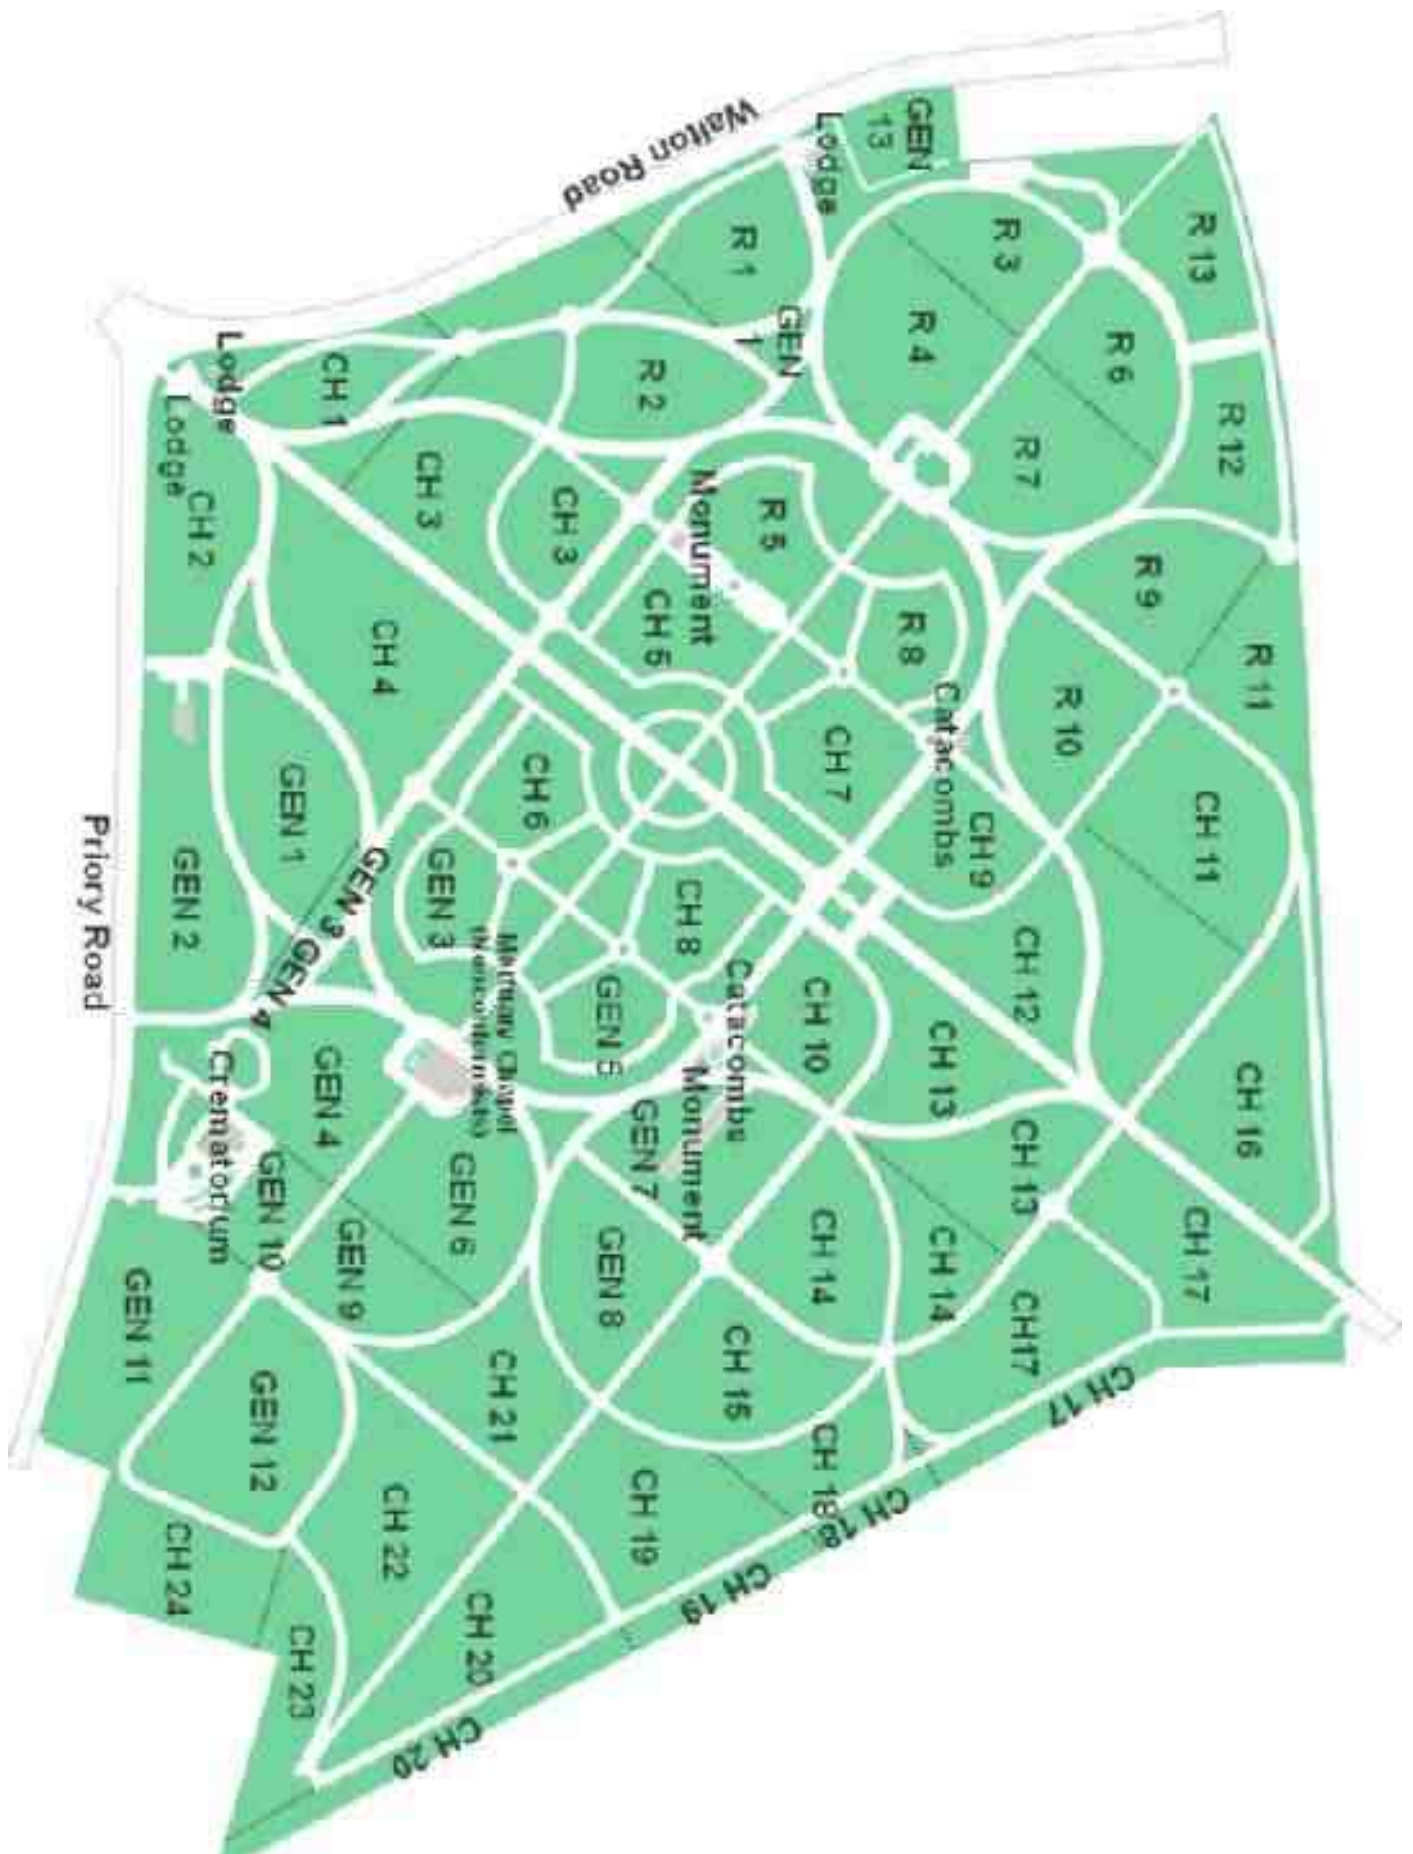 GEN
13
Walton Road
Lodge
R 1
R 3
R 13
GEN
1
R 4
R 6
R 2
R 12
Lodge
CH 1
Lodge
R 7
CH 2
CH 3
CH 3
Monument
R 5
R 9
CH 4
CH 5
R 8
R 11
R 10
Catacombs
CH 7
CH 6
GEN 1
CH 11
CH 9
GEN 2
Priory Road
GEN 3
GEN 3
GEN 4
CH 8
CH 12
Mortuary Chapel
(Nonconformists)
GEN 5
Catacombs
CH 10
CH 13
GEN 4
Crematorium
Monument
GEN 7
CH 16
CH 13
GEN 10
GEN 6
GEN 9
GEN 8
CH 14
CH 14
CH 17
GEN 11
CH17
CH 15
CH 17
GEN 12
CH 21
CH 18
CH 18
CH 22
CH 19
CH 19
CH 24
CH 20
CH 23
CH 20